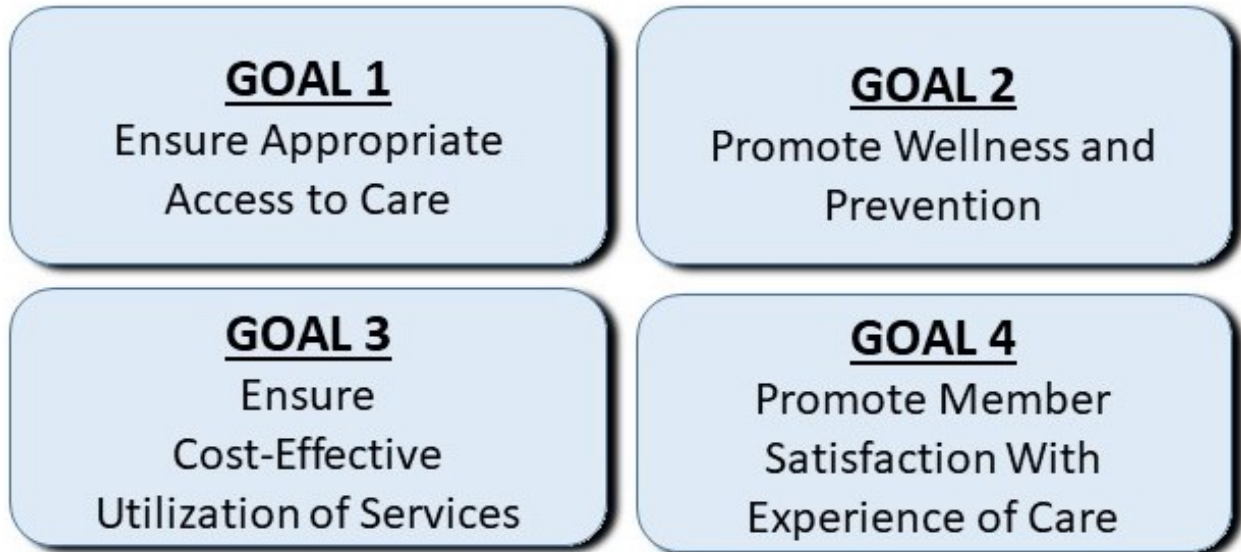 GOAL 1
Ensure Appropriate
Access to Care
GOAL 2
Promote Wellness and
Prevention
GOAL 3
Ensure
Cost-Effective
Utilization of Services
GOAL 4
Promote Member
Satisfaction With
Experience of Care